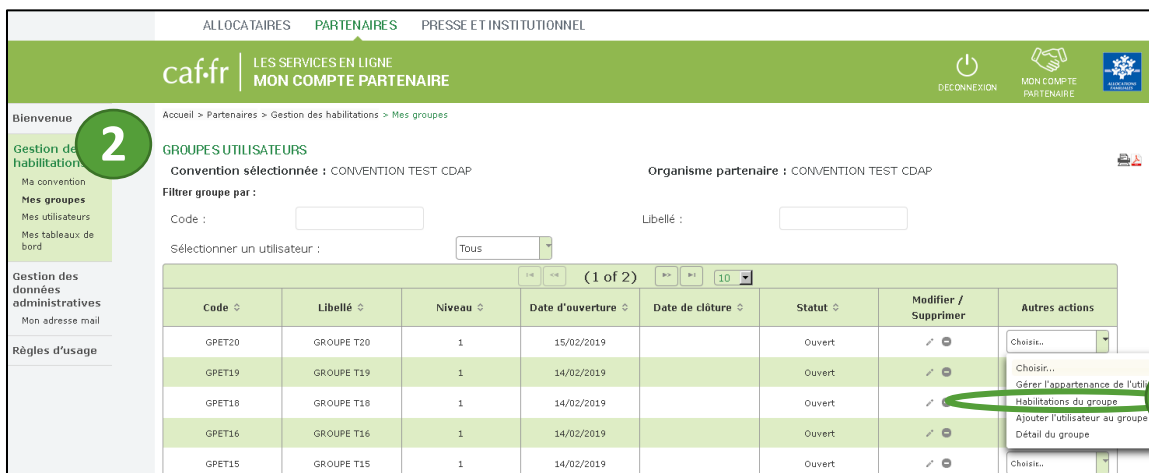 ALLOCATAIRES PARTENAIRES PRESSE ET INSTITUTIONNEL
caf.fr LES SERVICES EN LIGNE
MON COMPTE PARTENAIRE
DECONNEXION
MON COMPTE
PARTENAIRE
ALLOCATIONS
FAMILIALES
Bienvenue
2
Gestion de
habilitation
Ma convention
Mes groupes
Mes utilisateurs
Mes tableaux de
bord
Gestion des
données
administratives
Mon adresse mail
Règles d'usage
Accueil > Partenaires > Gestion des habilitations > Mes groupes
GROUPES UTILISATEURS
Convention sélectionnée : CONVENTION TEST CDAP Organisme partenaire : CONVENTION TEST CDAP
Filtrer groupe par :
Code : Libellé :
Sélectionner un utilisateur : Tous
(1 of 2) 10
Code Libellé Niveau Date d'ouverture Date de clôture Statut Modifier / Supprimer Autres actions
GPET20 GROUPE T20 1 15/02/2019 Ouvert Choisir...
GPET19 GROUPE T19 1 14/02/2019 Ouvert
GPET18 GROUPE T18 1 14/02/2019 Ouvert
GPET16 GROUPE T16 1 14/02/2019 Ouvert
GPET15 GROUPE T15 1 14/02/2019 Ouvert Choisir...
Choisir...
Gérer l'appartenance de l'utili
Habilitations du groupe
Ajouter l'utilisateur au groupe
Détail du groupe